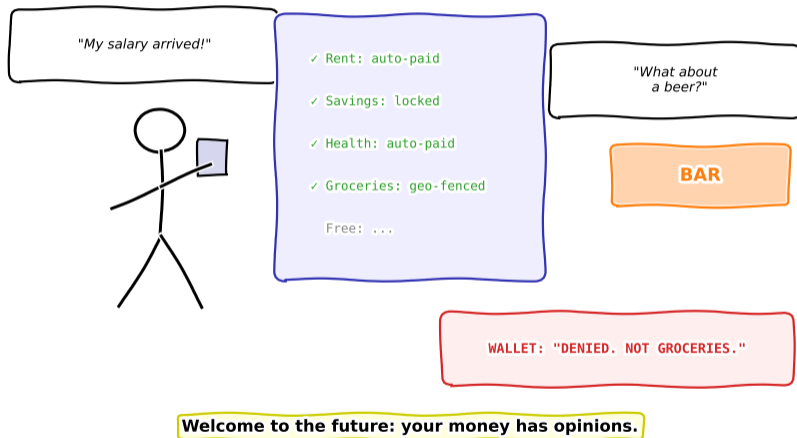 "My salary arrived!"
✓ Rent: auto-paid
✓ Savings: locked
✓ Health: auto-paid
✓ Groceries: geo-fenced
Free: ...
"What about
a beer?"
BAR
WALLET: "DENIED. NOT GROCERIES."
Welcome to the future: your money has opinions.